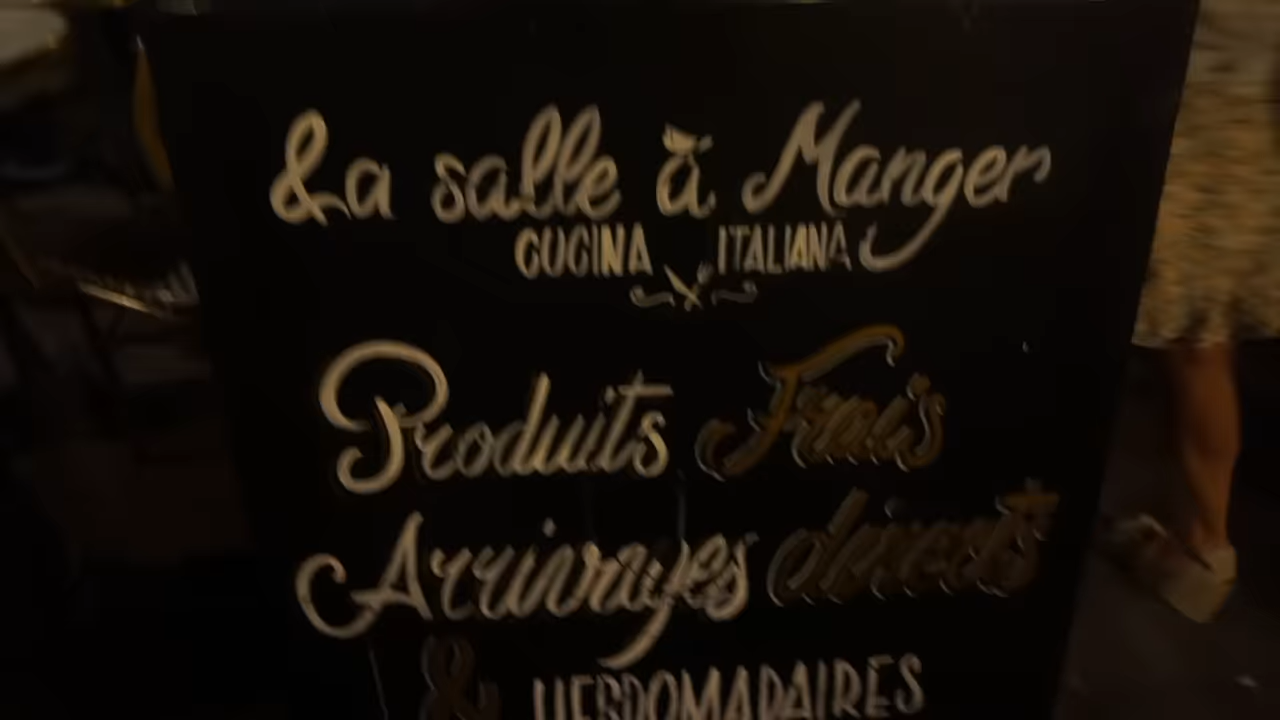 La salle à Manger
CUCINA ITALIANA
Produits Frais
Arrivages directs
& HEBDOMADAIRES